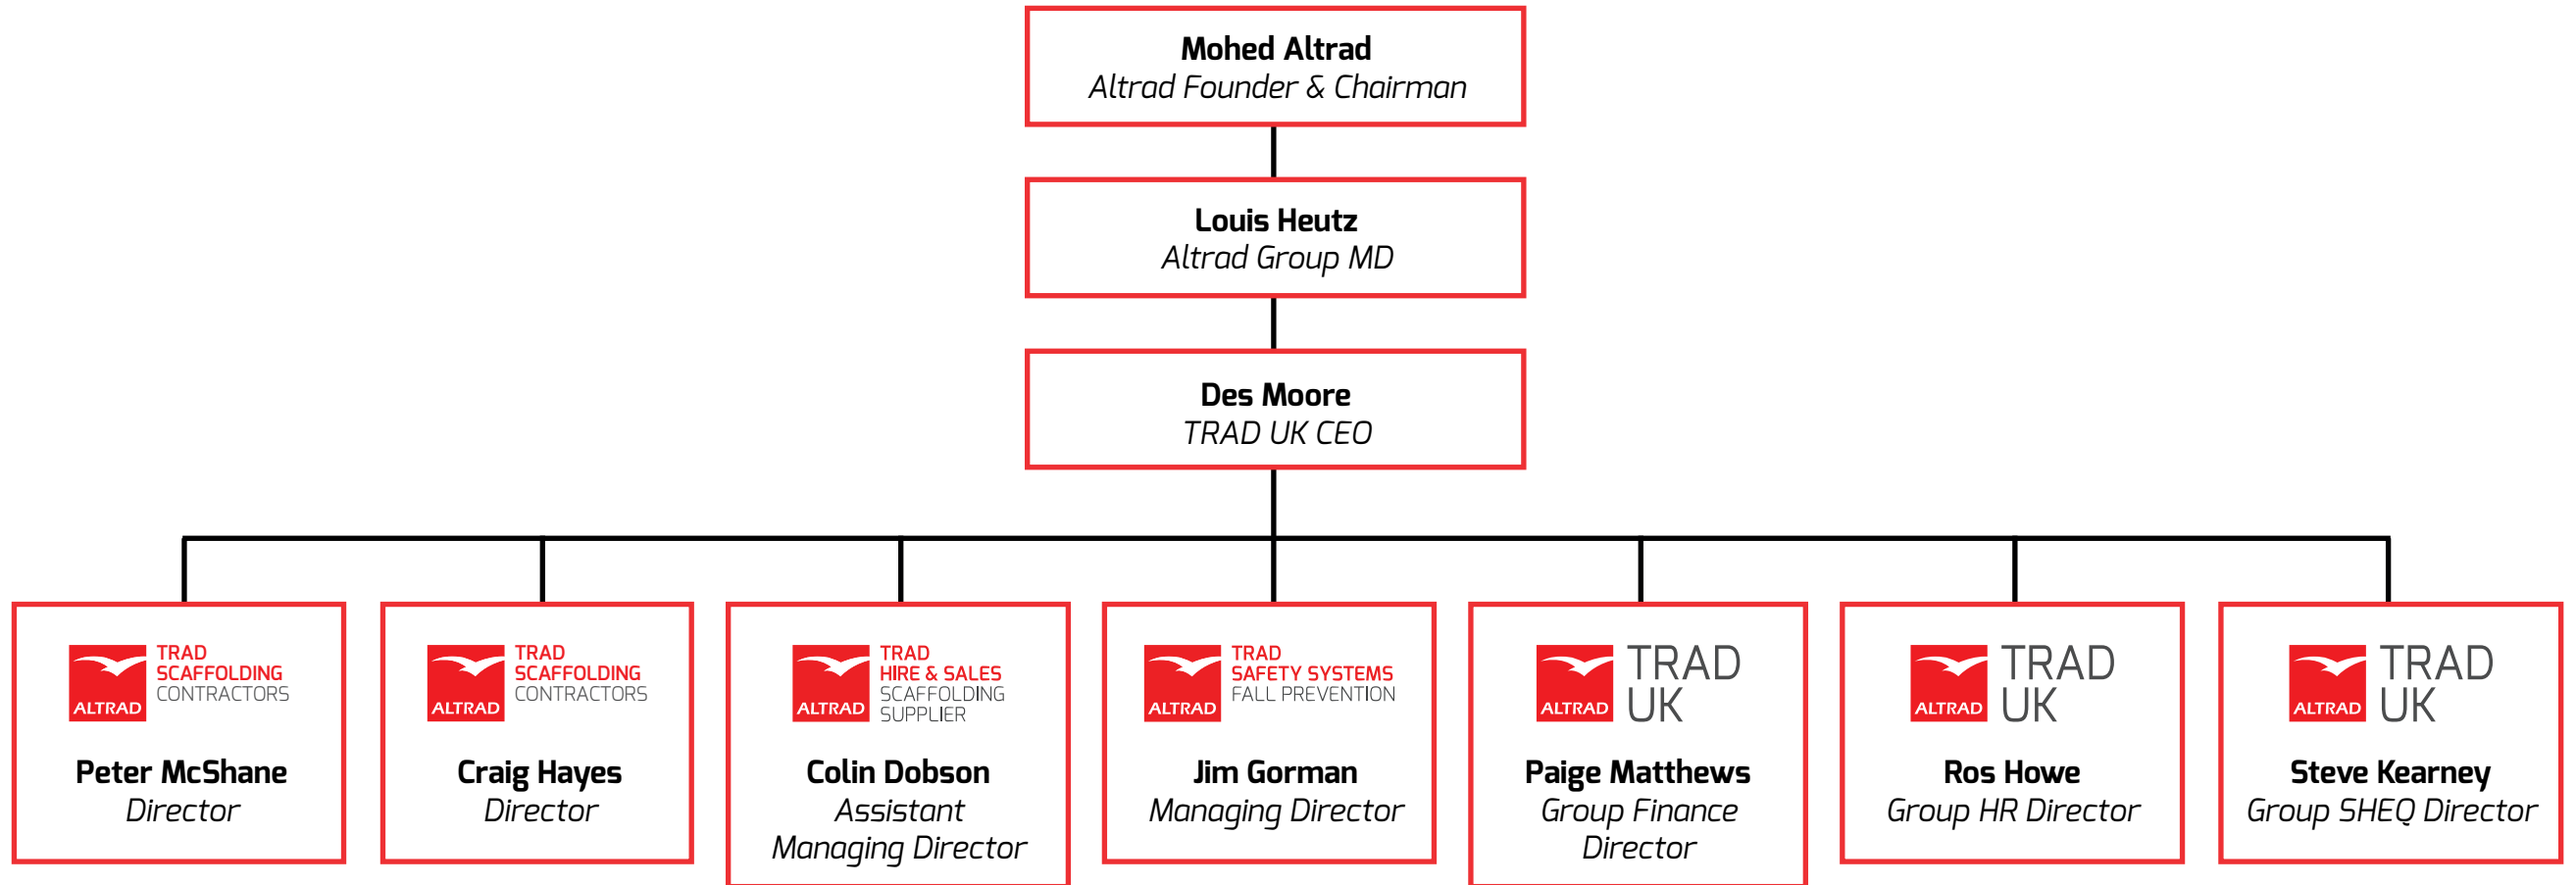 Mohed Altrad
Altrad Founder & Chairman
Louis Heutz
Altrad Group MD
Des Moore
TRAD UK CEO
ALTRAD
TRAD
SCAFFOLDING
CONTRACTORS
Peter McShane
Director
ALTRAD
TRAD
SCAFFOLDING
CONTRACTORS
Craig Hayes
Director
ALTRAD
TRAD
HIRE & SALES
SCAFFOLDING
SUPPLIER
Colin Dobson
Assistant
Managing Director
ALTRAD
TRAD
SAFETY SYSTEMS
FALL PREVENTION
Jim Gorman
Managing Director
ALTRAD
TRAD
UK
Paige Matthews
Group Finance
Director
ALTRAD
TRAD
UK
Ros Howe
Group HR Director
ALTRAD
TRAD
UK
Steve Kearney
Group SHEQ Director